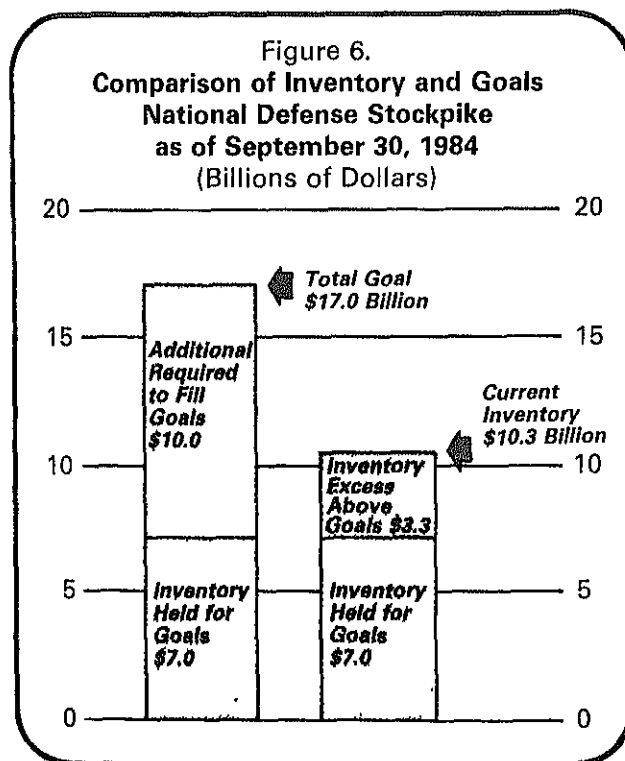 Figure 6.
Comparison of Inventory and Goals
National Defense Stockpike
as of September 30, 1984
(Billions of Dollars)
20 20
Total Goal
$17.0 Billion
15 15
Additional
Required
to Fill
Goals
$10.0
Current
Inventory
$10.3 Billion
10 10
Inventory
Excess
Above
Goals $3.3
5 5
Inventory
Held for
Goals
$7.0
Inventory
Held for
Goals
$7.0
0 0